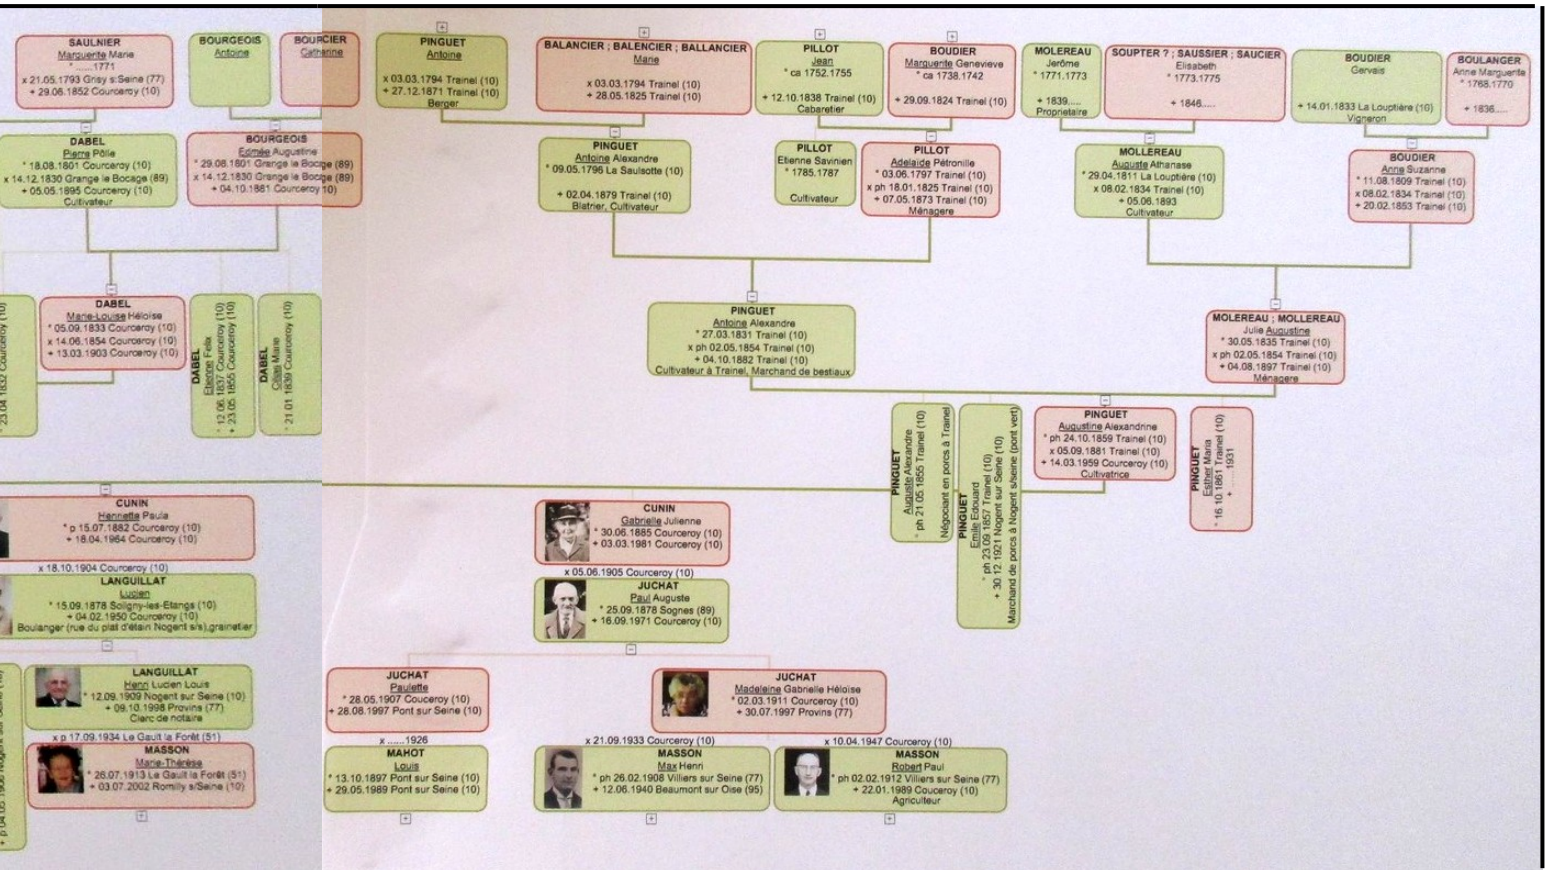 SAULNIER
Marguerite Marie
* ......1771
x 21.05.1793 Grisy s:Seine (77)
+ 29.06.1852 Courceroy (10)
BOURGEOIS
Antoine
BOURCIER
Catherine
PINGUET
Antoine
x 03.03.1794 Trainel (10)
+ 27.12.1871 Trainel (10)
Berger
BALANCIER ; BALENCIER ; BALLANCIER
Marie
x 03.03.1794 Trainel (10)
+ 28.05.1825 Trainel (10)
PILLOT
Jean
* ca 1752.1755
+ 12.10.1838 Trainel (10)
Cabaretier
BOUDIER
Marguerite Genevieve
* ca 1738.1742
+ 29.09.1824 Trainel (10)
MOLEREAU
Jerôme
* 1771.1773
+ 1839.....
Proprietaire
SOUPTER ? ; SAUSSIER ; SAUCIER
Elisabeth
* 1773.1775
+ 1846.....
BOUDIER
Gervais
+ 14.01.1833 La Louptière (10)
Vigneron
BOULANGER
Anne Marguerite
* 1768.1770
+ 1836.....
DABEL
Pierre Pôlie
* 18.08.1801 Courceroy (10)
x 14.12.1830 Grange le Bocage (89)
+ 05.05.1895 Courceroy (10)
Cultivateur
BOURGEOIS
Edmée Augustine
* 29.08.1801 Grange le Bocage (89)
x 14.12.1830 Grange le Bocage (89)
+ 04.10.1881 Courceroy 10)
PINGUET
Antoine Alexandre
* 09.05.1796 La Saulsotte (10)
+ 02.04.1879 Trainel (10)
Blatrier, Cultivateur
PILLOT
Etienne Savinien
* 1785.1787
Cultivateur
PILLOT
Adelaide Pétronille
* 03.06.1797 Trainel (10)
x ph 18.01.1825 Trainel (10)
+ 07.05.1873 Trainel (10)
Ménagere
MOLLEREAU
Auguste Athanase
* 29.04.1811 La Louptière (10)
x 08.02.1834 Trainel (10)
+ 05.06.1893
Cultivateur
BOUDIER
Anne Suzanne
* 11.08.1809 Trainel (10)
x 08.02.1834 Trainel (10)
+ 20.02.1853 Trainel (10)
23.04 1832 Courceroy (10)
DABEL
Marie-Louise Héloïse
* 05.09.1833 Courceroy (10)
x 14.06.1854 Courceroy (10)
+ 13.03.1903 Courceroy (10)
DABEL
Etienne Felix
* 12.06 1837 Courceroy (10)
+ 23.05 1855 Courceroy (10)
DABEL
Marie
* 21.01 1839 Courceroy (10)
PINGUET
Antoine Alexandre
* 27.03.1831 Trainel (10)
x ph 02.05.1854 Trainel (10)
+ 04.10.1882 Trainel (10)
Cultivateur à Trainel, Marchand de bestiaux
MOLEREAU ; MOLLEREAU
Julie Augustine
* 30.05.1835 Trainel (10)
x ph 02.05.1854 Trainel (10)
+ 04.08.1897 Trainel (10)
Ménagere
PINGUET
Auguste Alexandre
* ph 21.05 1855 Trainel (10)
Négociant en porcs à Trainel
PINGUET
Emile Edouard
* ph 23.09 1857 Trainel (10)
+ 30.12.1921 Nogent sur Seine (10)
Marchand de porcs à Nogent s/seine (pont vert)
PINGUET
Augustine Alexandrine
* ph 24.10.1859 Trainel (10)
x 05.09.1881 Trainel (10)
+ 14.03.1959 Courceroy (10)
Cultivatrice
PINGUET
Esther Maria
* 16.10.1861 Trainel (10)
+ ......1931
CUNIN
Henriette Paula
* p 15.07.1882 Courceroy (10)
+ 18.04.1964 Courceroy (10)
x 18.10.1904 Courceroy (10)
LANGUILLAT
Lucien
* 15.09.1878 Soligny-les-Etangs (10)
+ 04.02.1950 Courceroy (10)
Boulanger (rue du plat d'étain Nogent s/s),grainetier
CUNIN
Gabrielle Julienne
* 30.06.1885 Courceroy (10)
+ 03.03.1981 Courceroy (10)
x 05.06.1905 Courceroy (10)
JUCHAT
Paul Auguste
* 25.09.1878 Sognes (89)
+ 16.09.1971 Courceroy (10)
LANGUILLAT
Henri Lucien Louis
* 12.09.1909 Nogent sur Seine (10)
+ 09.10.1998 Provins (77)
Clerc de notaire
x p 17.09.1934 Le Gault la Forêt (51)
MASSON
Marie-Thérèse
* 26.07.1913 Le Gault la Forêt (51)
+ 03.07.2002 Romilly s/Seine (10)
JUCHAT
Paulette
* 28.05.1907 Couceroy (10)
+ 28.08.1997 Pont sur Seine (10)
x ......1926
MAHOT
Louis
* 13.10.1897 Pont sur Seine (10)
+ 29.05.1989 Pont sur Seine (10)
JUCHAT
Madeleine Gabrielle Héloïse
* 02.03.1911 Courceroy (10)
+ 30.07.1997 Provins (77)
x 21.09.1933 Courceroy (10)
x 10.04.1947 Courceroy (10)
MASSON
Max Henri
* ph 26.02.1908 Villiers sur Seine (77)
+ 12.06.1940 Beaumont sur Oise (95)
MASSON
Robert Paul
* ph 02.02.1912 Villiers sur Seine (77)
+ 22.01.1989 Couceroy (10)
Agriculteur